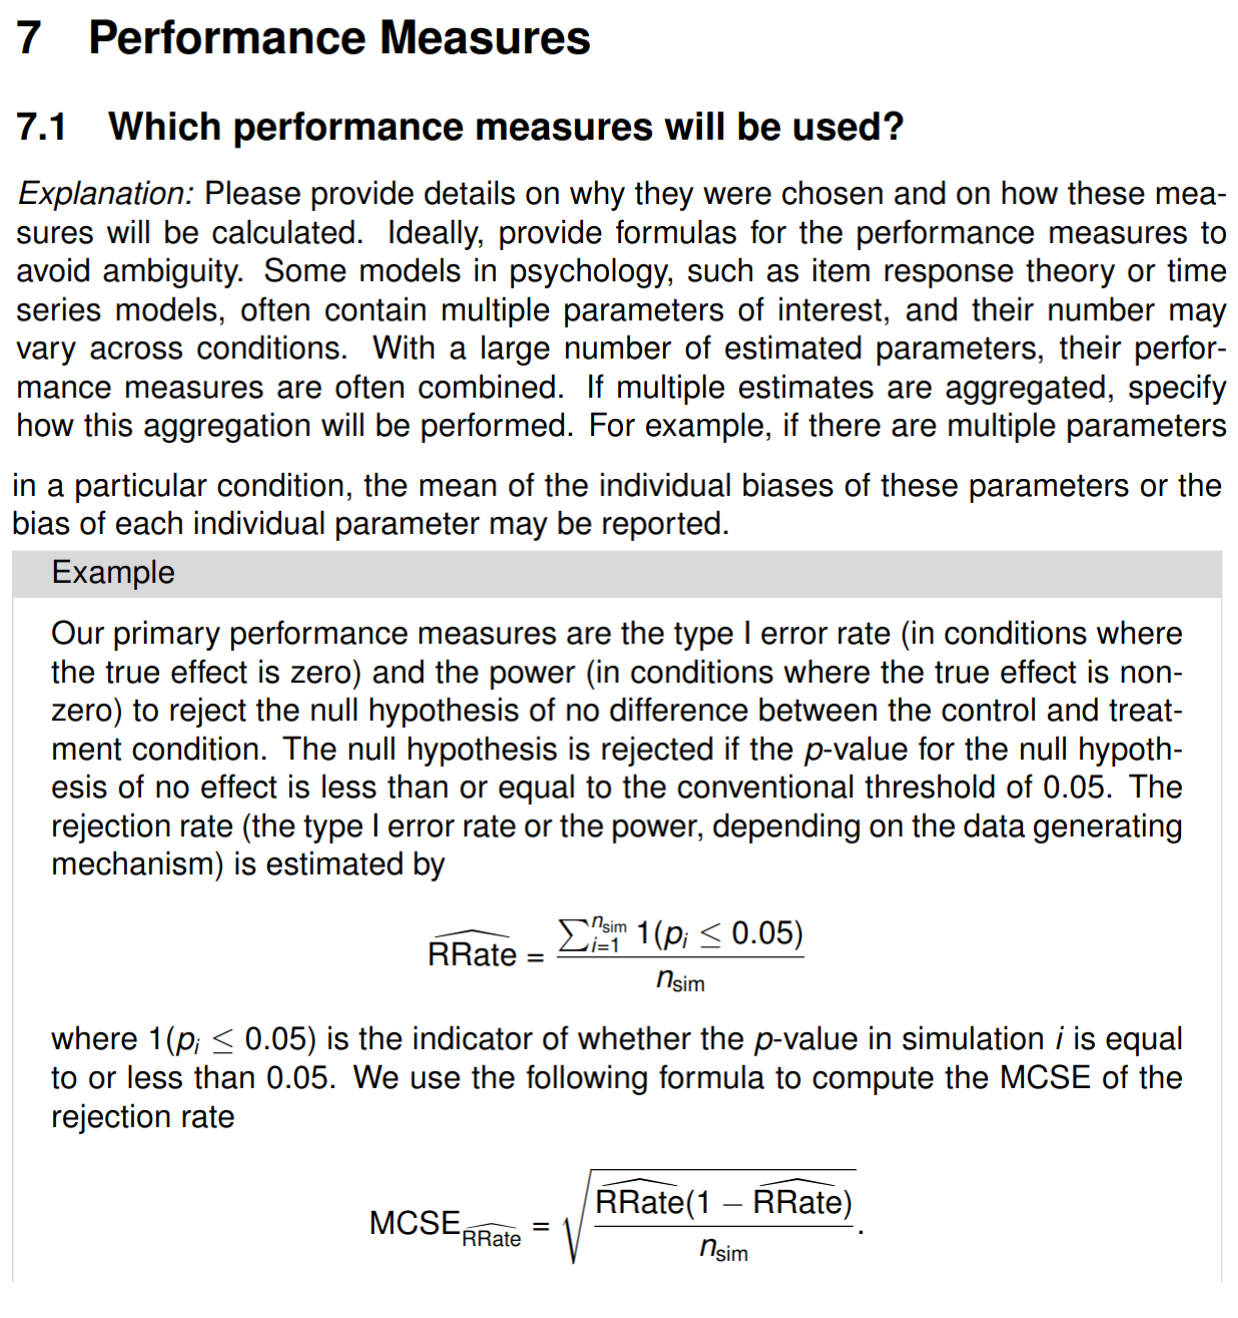 7 Performance Measures
7.1 Which performance measures will be used?
Explanation: Please provide details on why they were chosen and on how these mea-
sures will be calculated. Ideally, provide formulas for the performance measures to
avoid ambiguity. Some models in psychology, such as item response theory or time
series models, often contain multiple parameters of interest, and their number may
vary across conditions. With a large number of estimated parameters, their perfor-
mance measures are often combined. If multiple estimates are aggregated, specify
how this aggregation will be performed. For example, if there are multiple parameters
in a particular condition, the mean of the individual biases of these parameters or the
bias of each individual parameter may be reported.
Example
Our primary performance measures are the type I error rate (in conditions where
the true effect is zero) and the power (in conditions where the true effect is non-
zero) to reject the null hypothesis of no difference between the control and treat-
ment condition. The null hypothesis is rejected if the p-value for the null hypoth-
esis of no effect is less than or equal to the conventional threshold of 0.05. The
rejection rate (the type I error rate or the power, depending on the data generating
mechanism) is estimated by
$\widehat{\text{RRate}} = \frac{\sum_{i=1}^{n_{\text{sim}}} 1(p_i \leq 0.05)}{n_{\text{sim}}}$
where 1(p_i ≤ 0.05) is the indicator of whether the p-value in simulation i is equal
to or less than 0.05. We use the following formula to compute the MCSE of the
rejection rate
$\text{MCSE}_{\widehat{\text{RRate}}} = \sqrt{\frac{\widehat{\text{RRate}}(1 - \widehat{\text{RRate}})}{n_{\text{sim}}}}.$